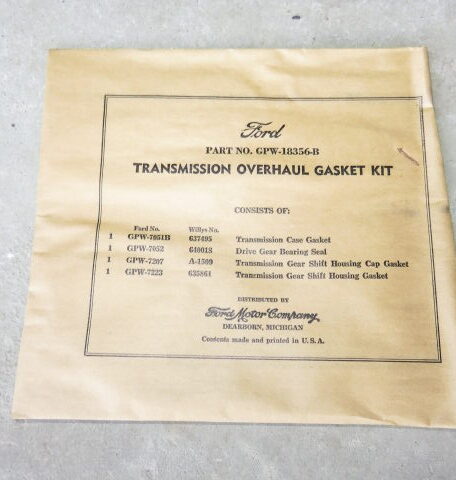 Ford
PART NO. GPW-18356-B
TRANSMISSION OVERHAUL GASKET KIT
CONSISTS OF:
Ford No. Willys No.
1 GPW-7051B 637495 Transmission Case Gasket
1 GPW-7052 640018 Drive Gear Bearing Seal
1 GPW-7207 A-1509 Transmission Gear Shift Housing Cap Gasket
1 GPW-7223 635861 Transmission Gear Shift Housing Gasket
DISTRIBUTED BY
Ford Motor Company
DEARBORN, MICHIGAN
Contents made and printed in U. S. A.